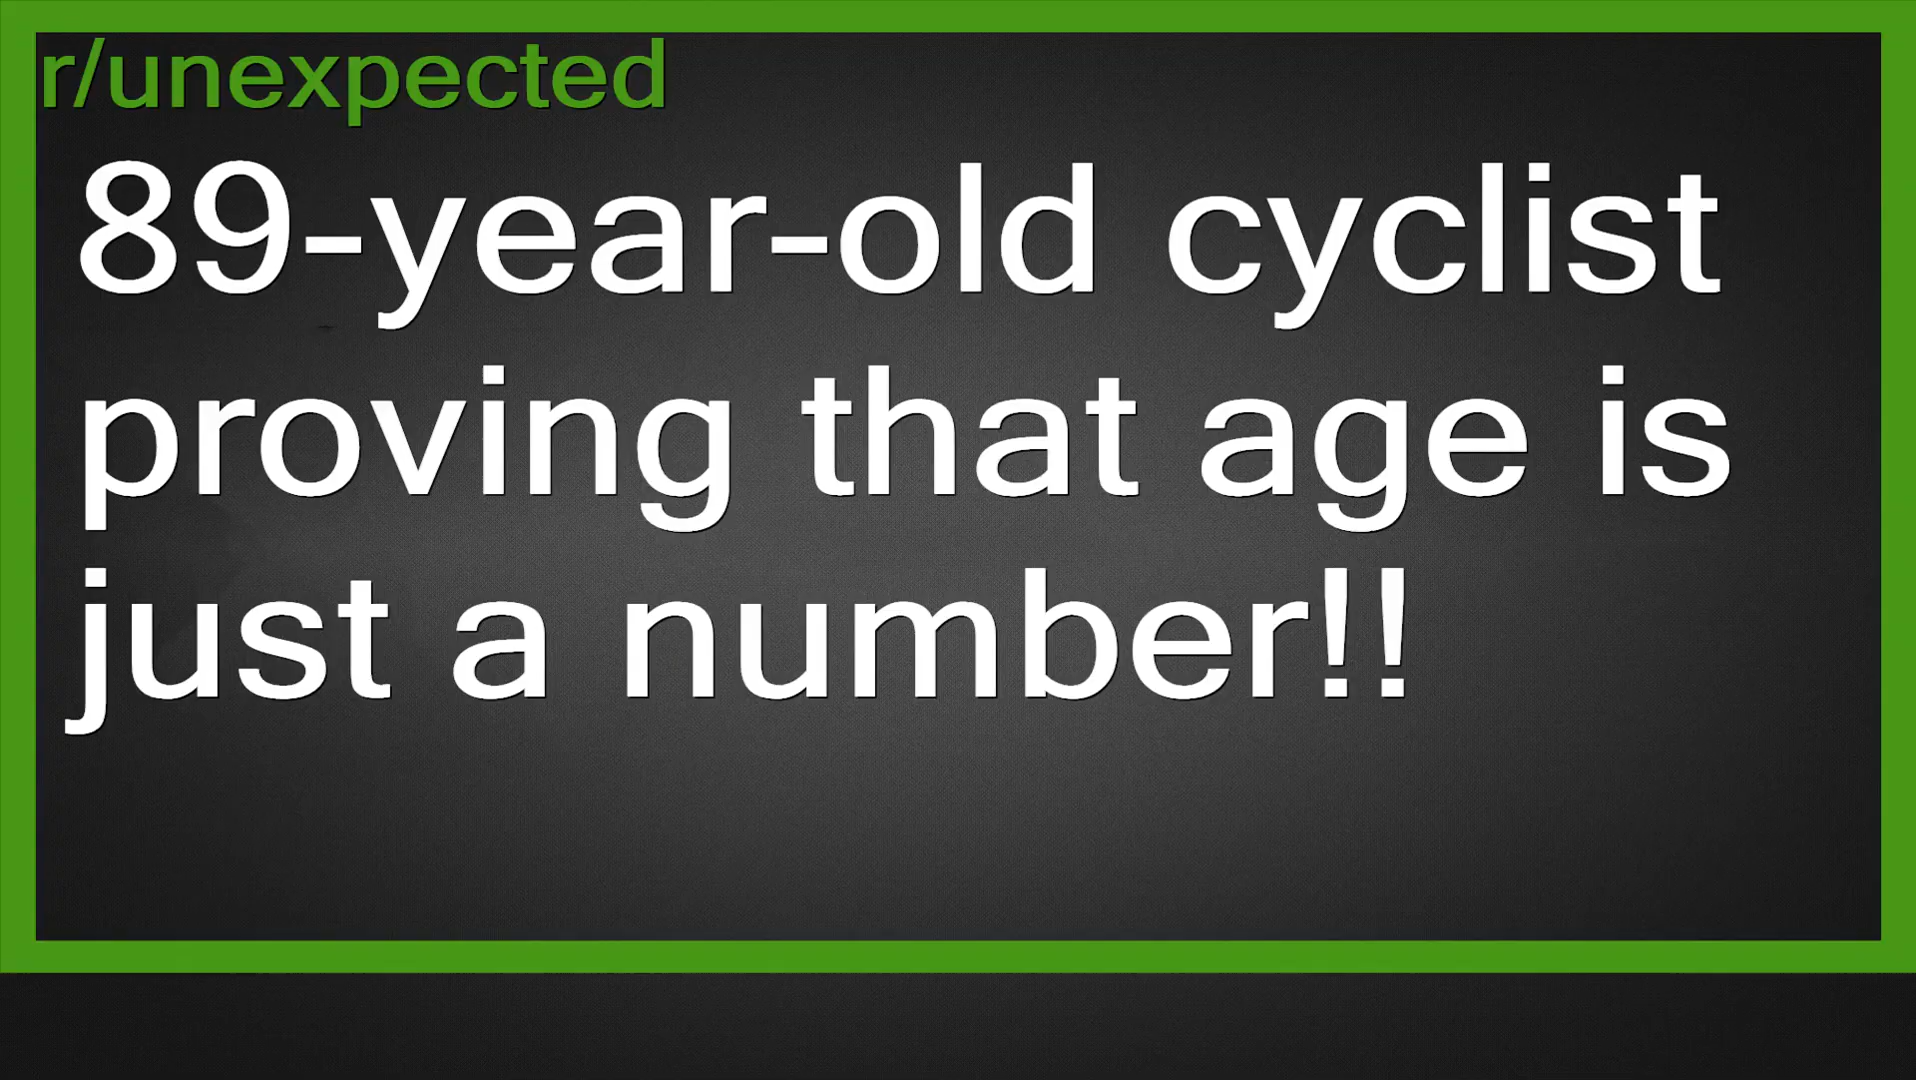 r/unexpected
89-year-old cyclist
proving that age is
just a number!!